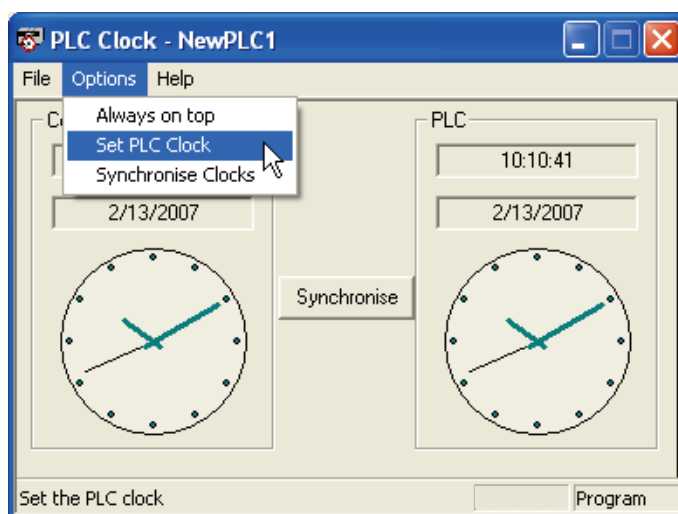 PLC Clock - NewPLC1
File Options Help
Always on top
Set PLC Clock
Synchronise Clocks
PLC
10:10:41
2/13/2007
2/13/2007
Synchronise
Set the PLC clock
Program